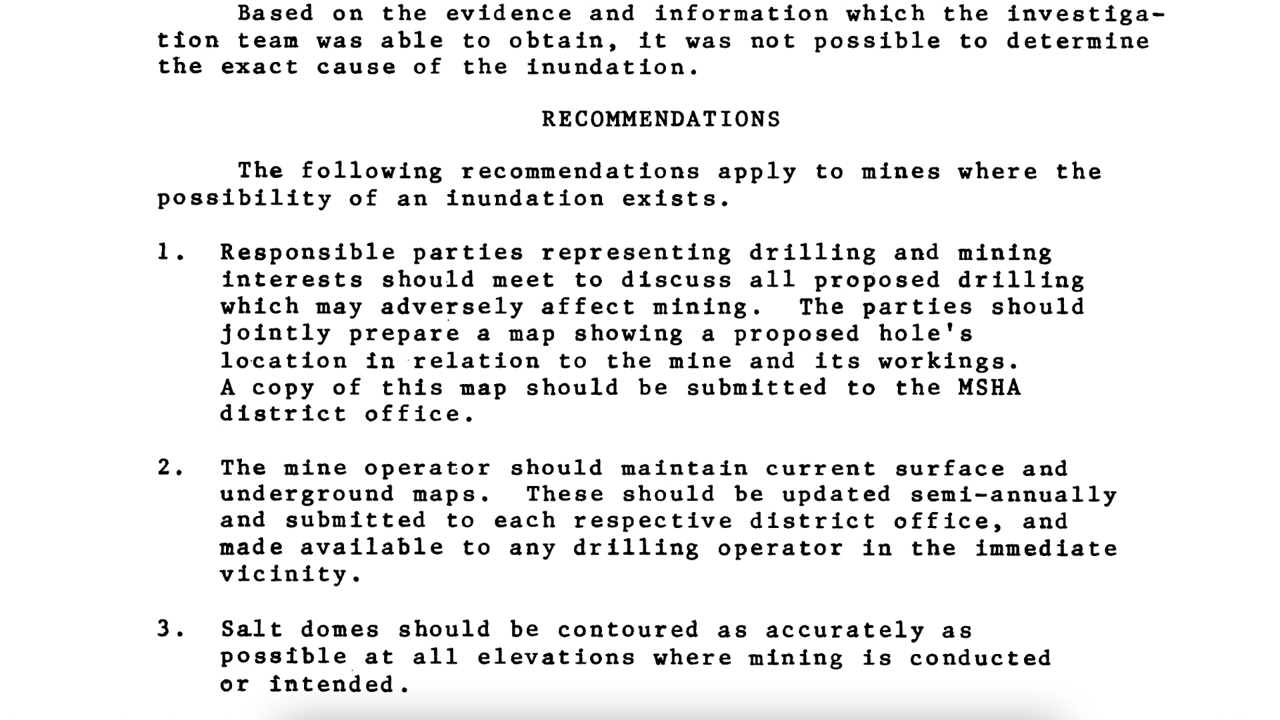 Based on the evidence and information which the investiga-
tion team was able to obtain, it was not possible to determine
the exact cause of the inundation.
RECOMMENDATIONS
The following recommendations apply to mines where the
possibility of an inundation exists.
1. Responsible parties representing drilling and mining
interests should meet to discuss all proposed drilling
which may adversely affect mining. The parties should
jointly prepare a map showing a proposed hole's
location in relation to the mine and its workings.
A copy of this map should be submitted to the MSHA
district office.
2. The mine operator should maintain current surface and
underground maps. These should be updated semi-annually
and submitted to each respective district office, and
made available to any drilling operator in the immediate
vicinity.
3. Salt domes should be contoured as accurately as
possible at all elevations where mining is conducted
or intended.